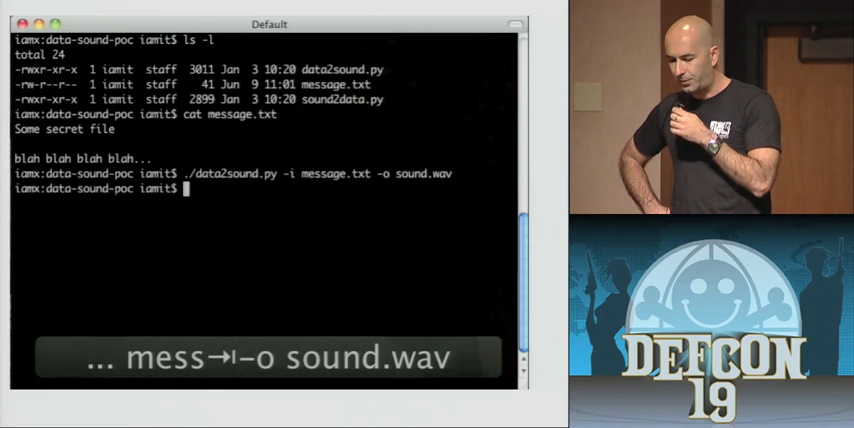 Default
iamx:data-sound-poc iamit$ ls -l
total 24
-rwxr-xr-x  1 iamit  staff  3011 Jan  3 10:20 data2sound.py
-rw-r--r--  1 iamit  staff    41 Jun  9 11:01 message.txt
-rwxr-xr-x  1 iamit  staff  2899 Jan  3 10:20 sound2data.py
iamx:data-sound-poc iamit$ cat message.txt
Some secret file
blah blah blah blah...
iamx:data-sound-poc iamit$ ./data2sound.py -i message.txt -o sound.wav
iamx:data-sound-poc iamit$
... mess⇥-o sound.wav
DEFCON
19